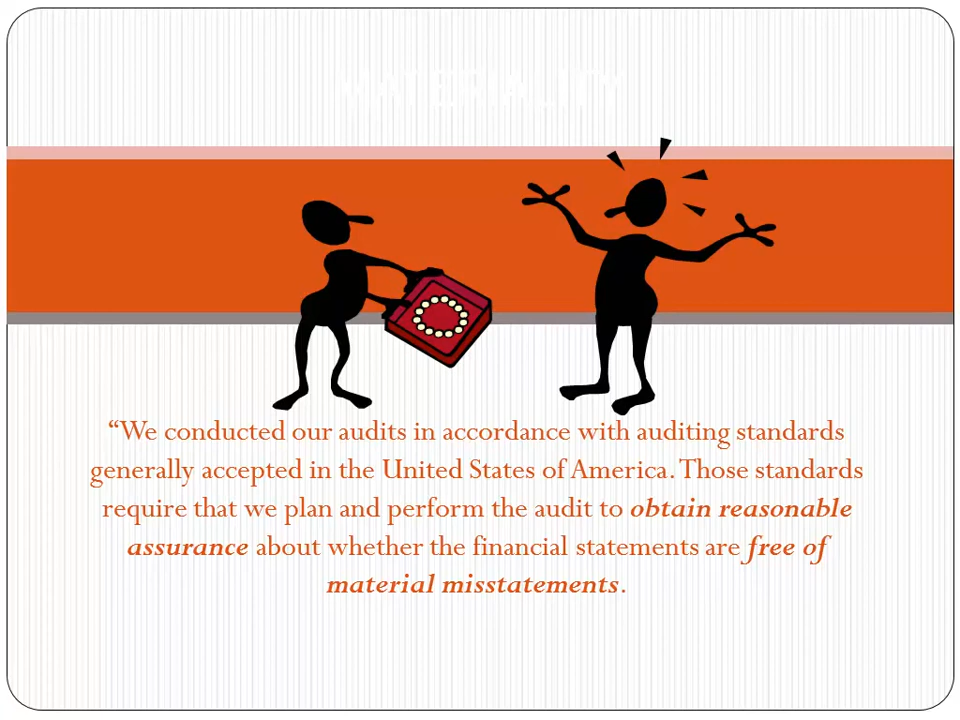 MATERIALITY
“We conducted our audits in accordance with auditing standards
generally accepted in the United States of America. Those standards
require that we plan and perform the audit to obtain reasonable
assurance about whether the financial statements are free of
material misstatements.